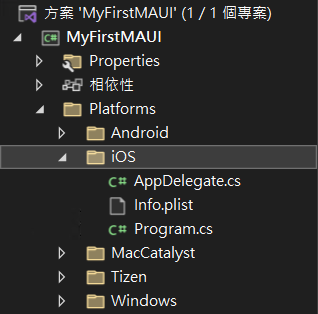 方案 'MyFirstMAUI' (1 / 1 個專案)
MyFirstMAUI
Properties
相依性
Platforms
Android
iOS
C# AppDelegate.cs
Info.plist
C# Program.cs
MacCatalyst
Tizen
Windows